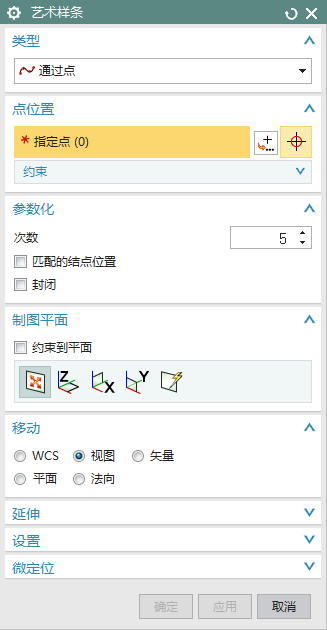 艺术样条
类型
通过点
点位置
* 指定点 (0)
约束
参数化
次数 5
匹配的结点位置
封闭
制图平面
约束到平面
Z X Y
移动
WCS 视图 矢量
平面 法向
延伸
设置
微定位
确定 应用 取消